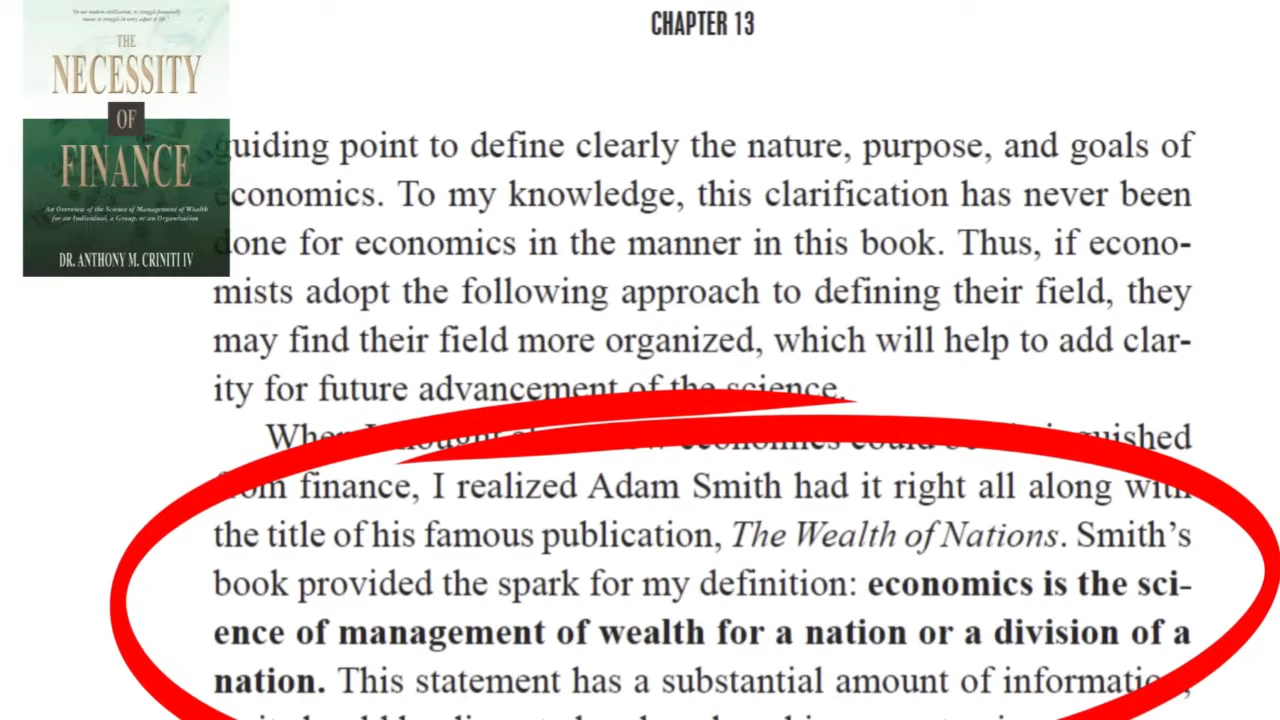 "In our modern civilization, to struggle financially
means to struggle in every aspect of life."
THE
NECESSITY
OF
FINANCE
An Overview of the Science of Management of Wealth
for an Individual, a Group, or an Organization
DR. ANTHONY M. CRINITI IV
CHAPTER 13
guiding point to define clearly the nature, purpose, and goals of
economics. To my knowledge, this clarification has never been
done for economics in the manner in this book. Thus, if econo-
mists adopt the following approach to defining their field, they
may find their field more organized, which will help to add clar-
ity for future advancement of the science.
When I thought economics could be distinguished
from finance, I realized Adam Smith had it right all along with
the title of his famous publication, The Wealth of Nations. Smith's
book provided the spark for my definition: economics is the sci-
ence of management of wealth for a nation or a division of a
nation. This statement has a substantial amount of information,